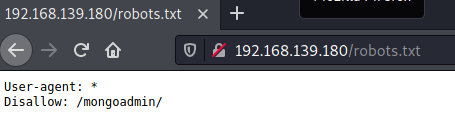 192.168.139.180/robots.txt
192.168.139.180/robots.txt
User-agent: *
Disallow: /mongoadmin/